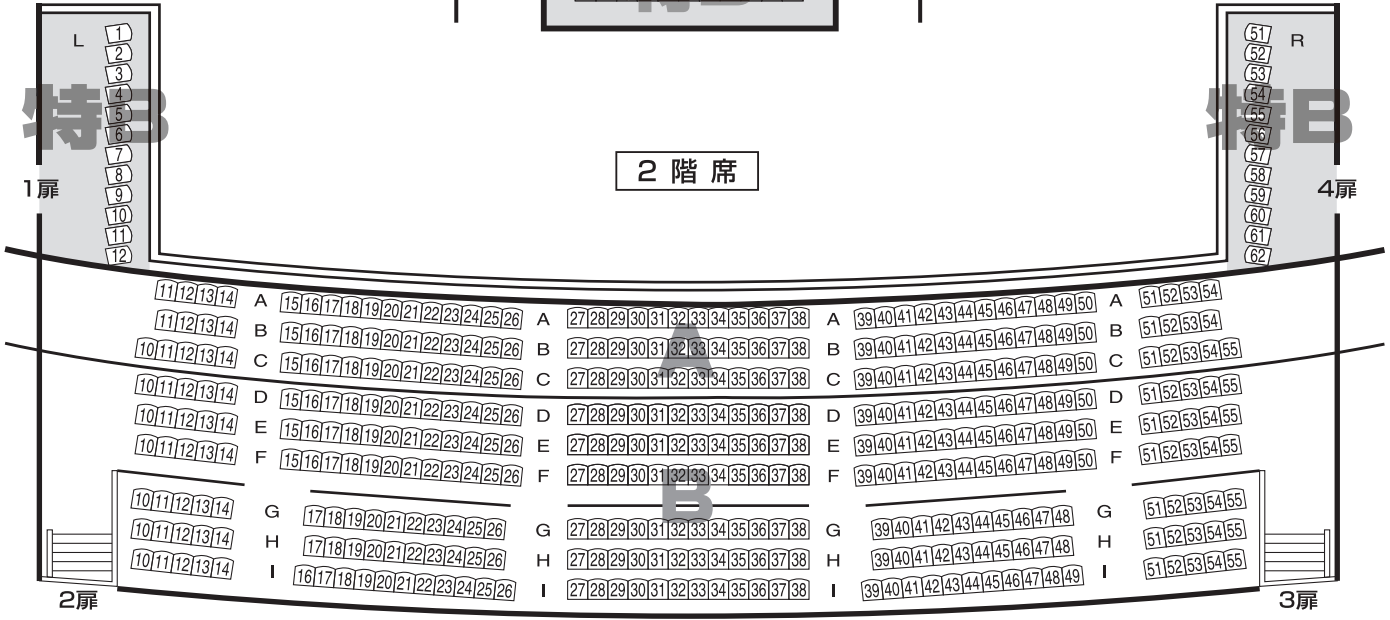 特B
L
1
2
3
4
5
6
7
8
9
10
11
12
特B
1扉
2階席
51
52
53
54
55
56
57
58
59
60
61
62
R
特B
4扉
11 12 13 14 A 15 16 17 18 19 20 21 22 23 24 25 26 A 27 28 29 30 31 32 33 34 35 36 37 38 A 39 40 41 42 43 44 45 46 47 48 49 50 A 51 52 53 54
11 12 13 14 B 15 16 17 18 19 20 21 22 23 24 25 26 B 27 28 29 30 31 32 33 34 35 36 37 38 B 39 40 41 42 43 44 45 46 47 48 49 50 B 51 52 53 54
A
10 11 12 13 14 C 15 16 17 18 19 20 21 22 23 24 25 26 C 27 28 29 30 31 32 33 34 35 36 37 38 C 39 40 41 42 43 44 45 46 47 48 49 50 C 51 52 53 54 55
10 11 12 13 14 D 15 16 17 18 19 20 21 22 23 24 25 26 D 27 28 29 30 31 32 33 34 35 36 37 38 D 39 40 41 42 43 44 45 46 47 48 49 50 D 51 52 53 54 55
10 11 12 13 14 E 15 16 17 18 19 20 21 22 23 24 25 26 E 27 28 29 30 31 32 33 34 35 36 37 38 E 39 40 41 42 43 44 45 46 47 48 49 50 E 51 52 53 54 55
10 11 12 13 14 F 15 16 17 18 19 20 21 22 23 24 25 26 F 27 28 29 30 31 32 33 34 35 36 37 38 F 39 40 41 42 43 44 45 46 47 48 49 50 F 51 52 53 54 55
B
10 11 12 13 14 G 17 18 19 20 21 22 23 24 25 26 G 27 28 29 30 31 32 33 34 35 36 37 38 G 39 40 41 42 43 44 45 46 47 48 G 51 52 53 54 55
10 11 12 13 14 H 17 18 19 20 21 22 23 24 25 26 H 27 28 29 30 31 32 33 34 35 36 37 38 H 39 40 41 42 43 44 45 46 47 48 H 51 52 53 54 55
10 11 12 13 14 I 16 17 18 19 20 21 22 23 24 25 26 I 27 28 29 30 31 32 33 34 35 36 37 38 I 39 40 41 42 43 44 45 46 47 48 49 I 51 52 53 54 55
2扉
3扉